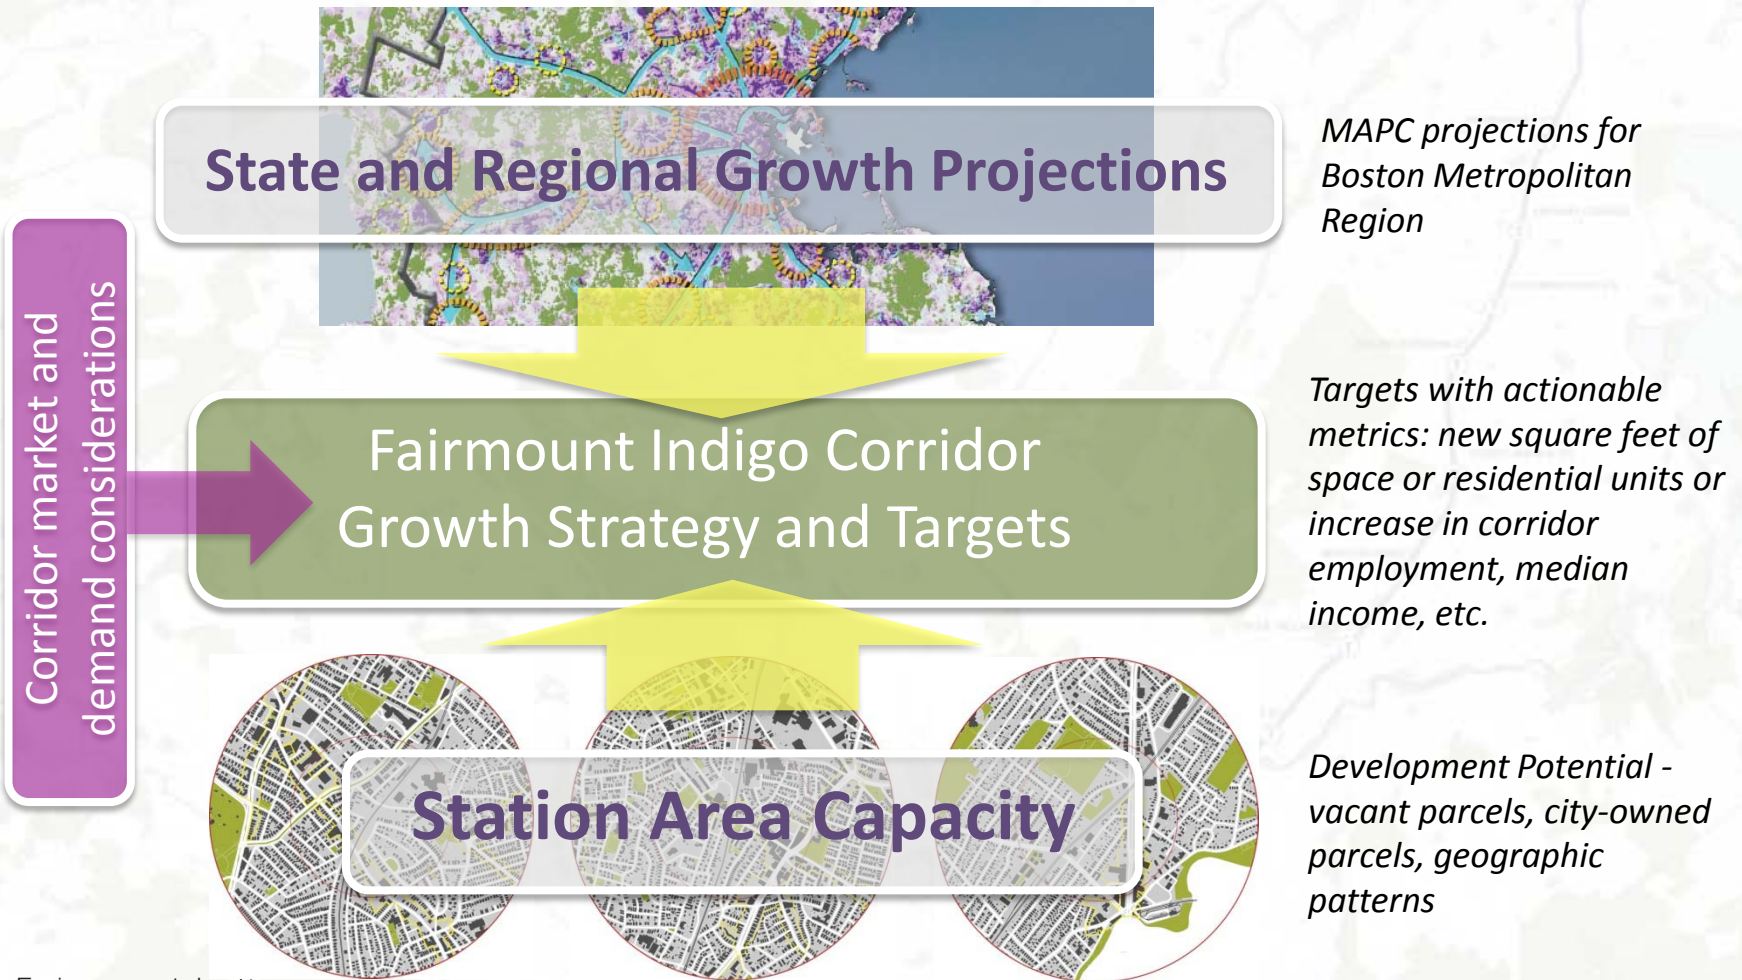 State and Regional Growth Projections
MAPC projections for
Boston Metropolitan
Region
Corridor market and
demand considerations
Fairmount Indigo Corridor
Growth Strategy and Targets
Targets with actionable
metrics: new square feet of
space or residential units or
increase in corridor
employment, median
income, etc.
Station Area Capacity
Development Potential -
vacant parcels, city-owned
parcels, geographic
patterns